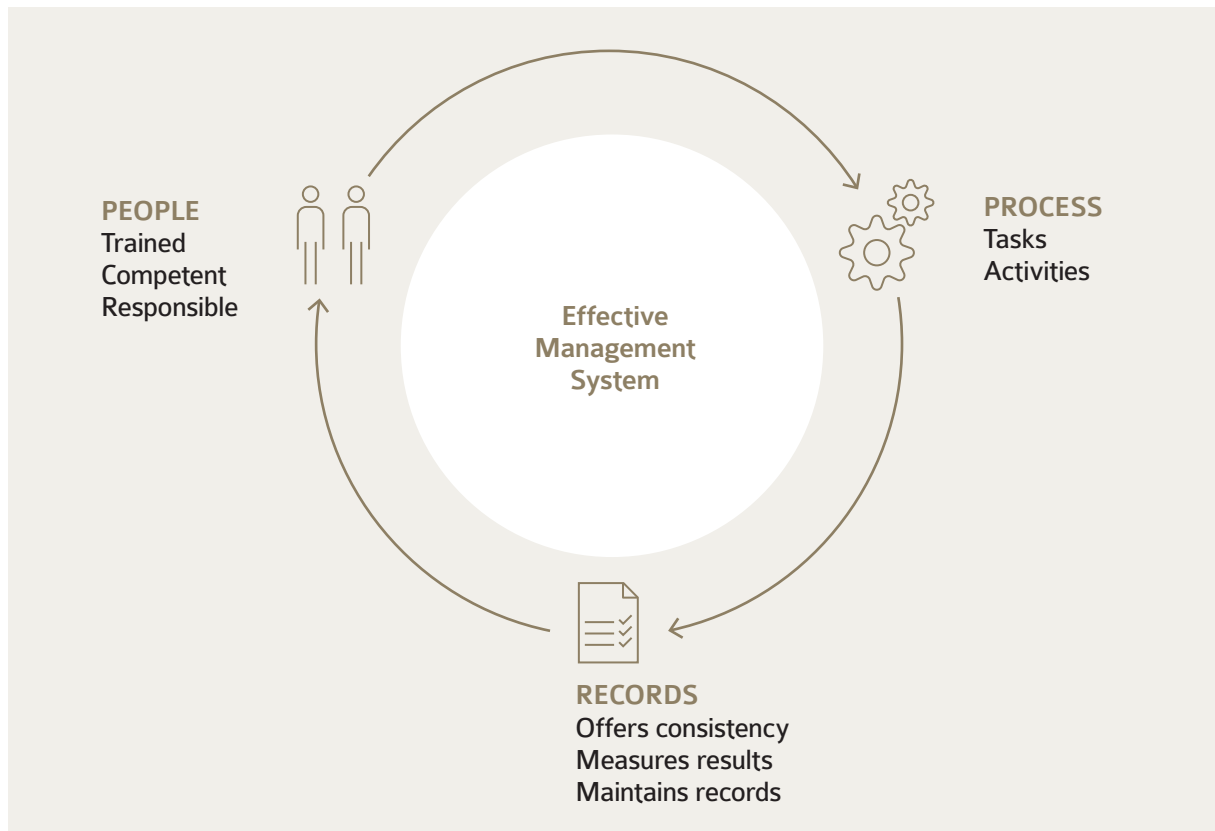 PEOPLE
Trained
Competent
Responsible
PROCESS
Tasks
Activities
Effective
Management
System
RECORDS
Offers consistency
Measures results
Maintains records